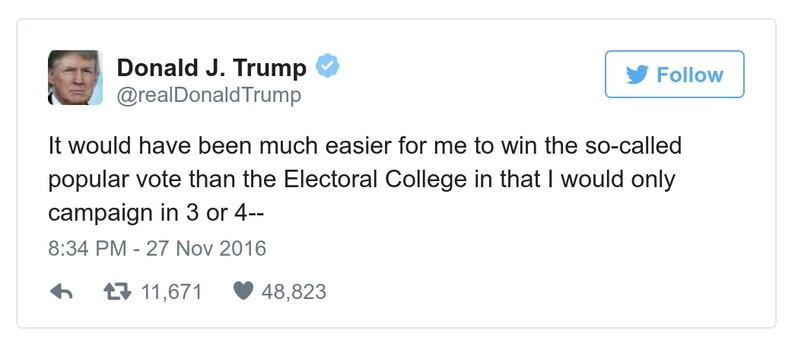 Donald J. Trump
@realDonaldTrump
Follow
It would have been much easier for me to win the so-called
popular vote than the Electoral College in that I would only
campaign in 3 or 4--
8:34 PM - 27 Nov 2016
11,671 48,823